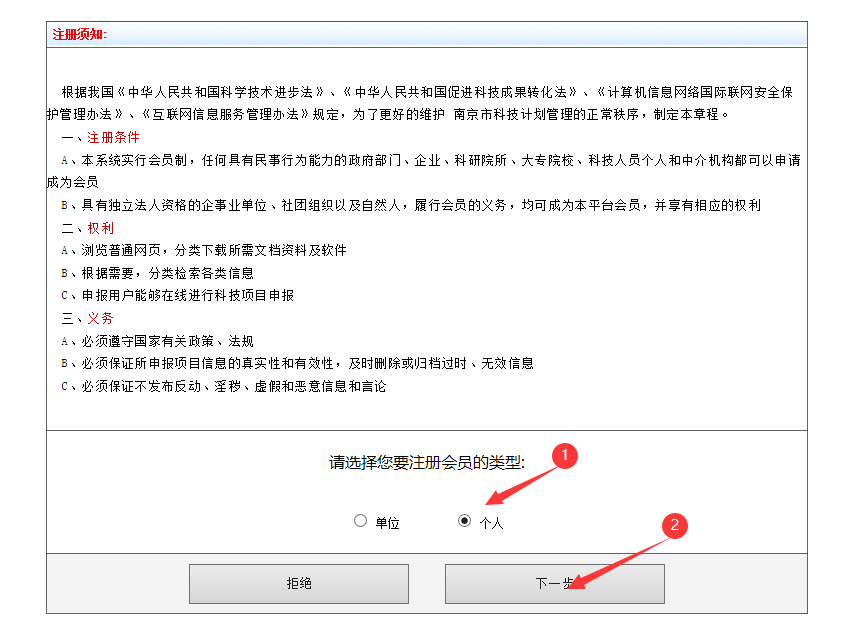 注册须知:
根据我国《中华人民共和国科学技术进步法》、《中华人民共和国促进科技成果转化法》、《计算机信息网络国际联网安全保
护管理办法》、《互联网信息服务管理办法》规定，为了更好的维护 南京市科技计划管理的正常秩序，制定本章程。
一、注册条件
A、本系统实行会员制，任何具有民事行为能力的政府部门、企业、科研院所、大专院校、科技人员个人和中介机构都可以申请
成为会员
B、具有独立法人资格的企事业单位、社团组织以及自然人，履行会员的义务，均可成为本平台会员，并享有相应的权利
二、权利
A、浏览普通网页，分类下载所需文档资料及软件
B、根据需要，分类检索各类信息
C、申报用户能够在线进行科技项目申报
三、义务
A、必须遵守国家有关政策、法规
B、必须保证所申报项目信息的真实性和有效性，及时删除或归档过时、无效信息
C、必须保证不发布反动、淫秽、虚假和恶意信息和言论
请选择您要注册会员的类型:
1
单位 个人
2
拒绝 下一步